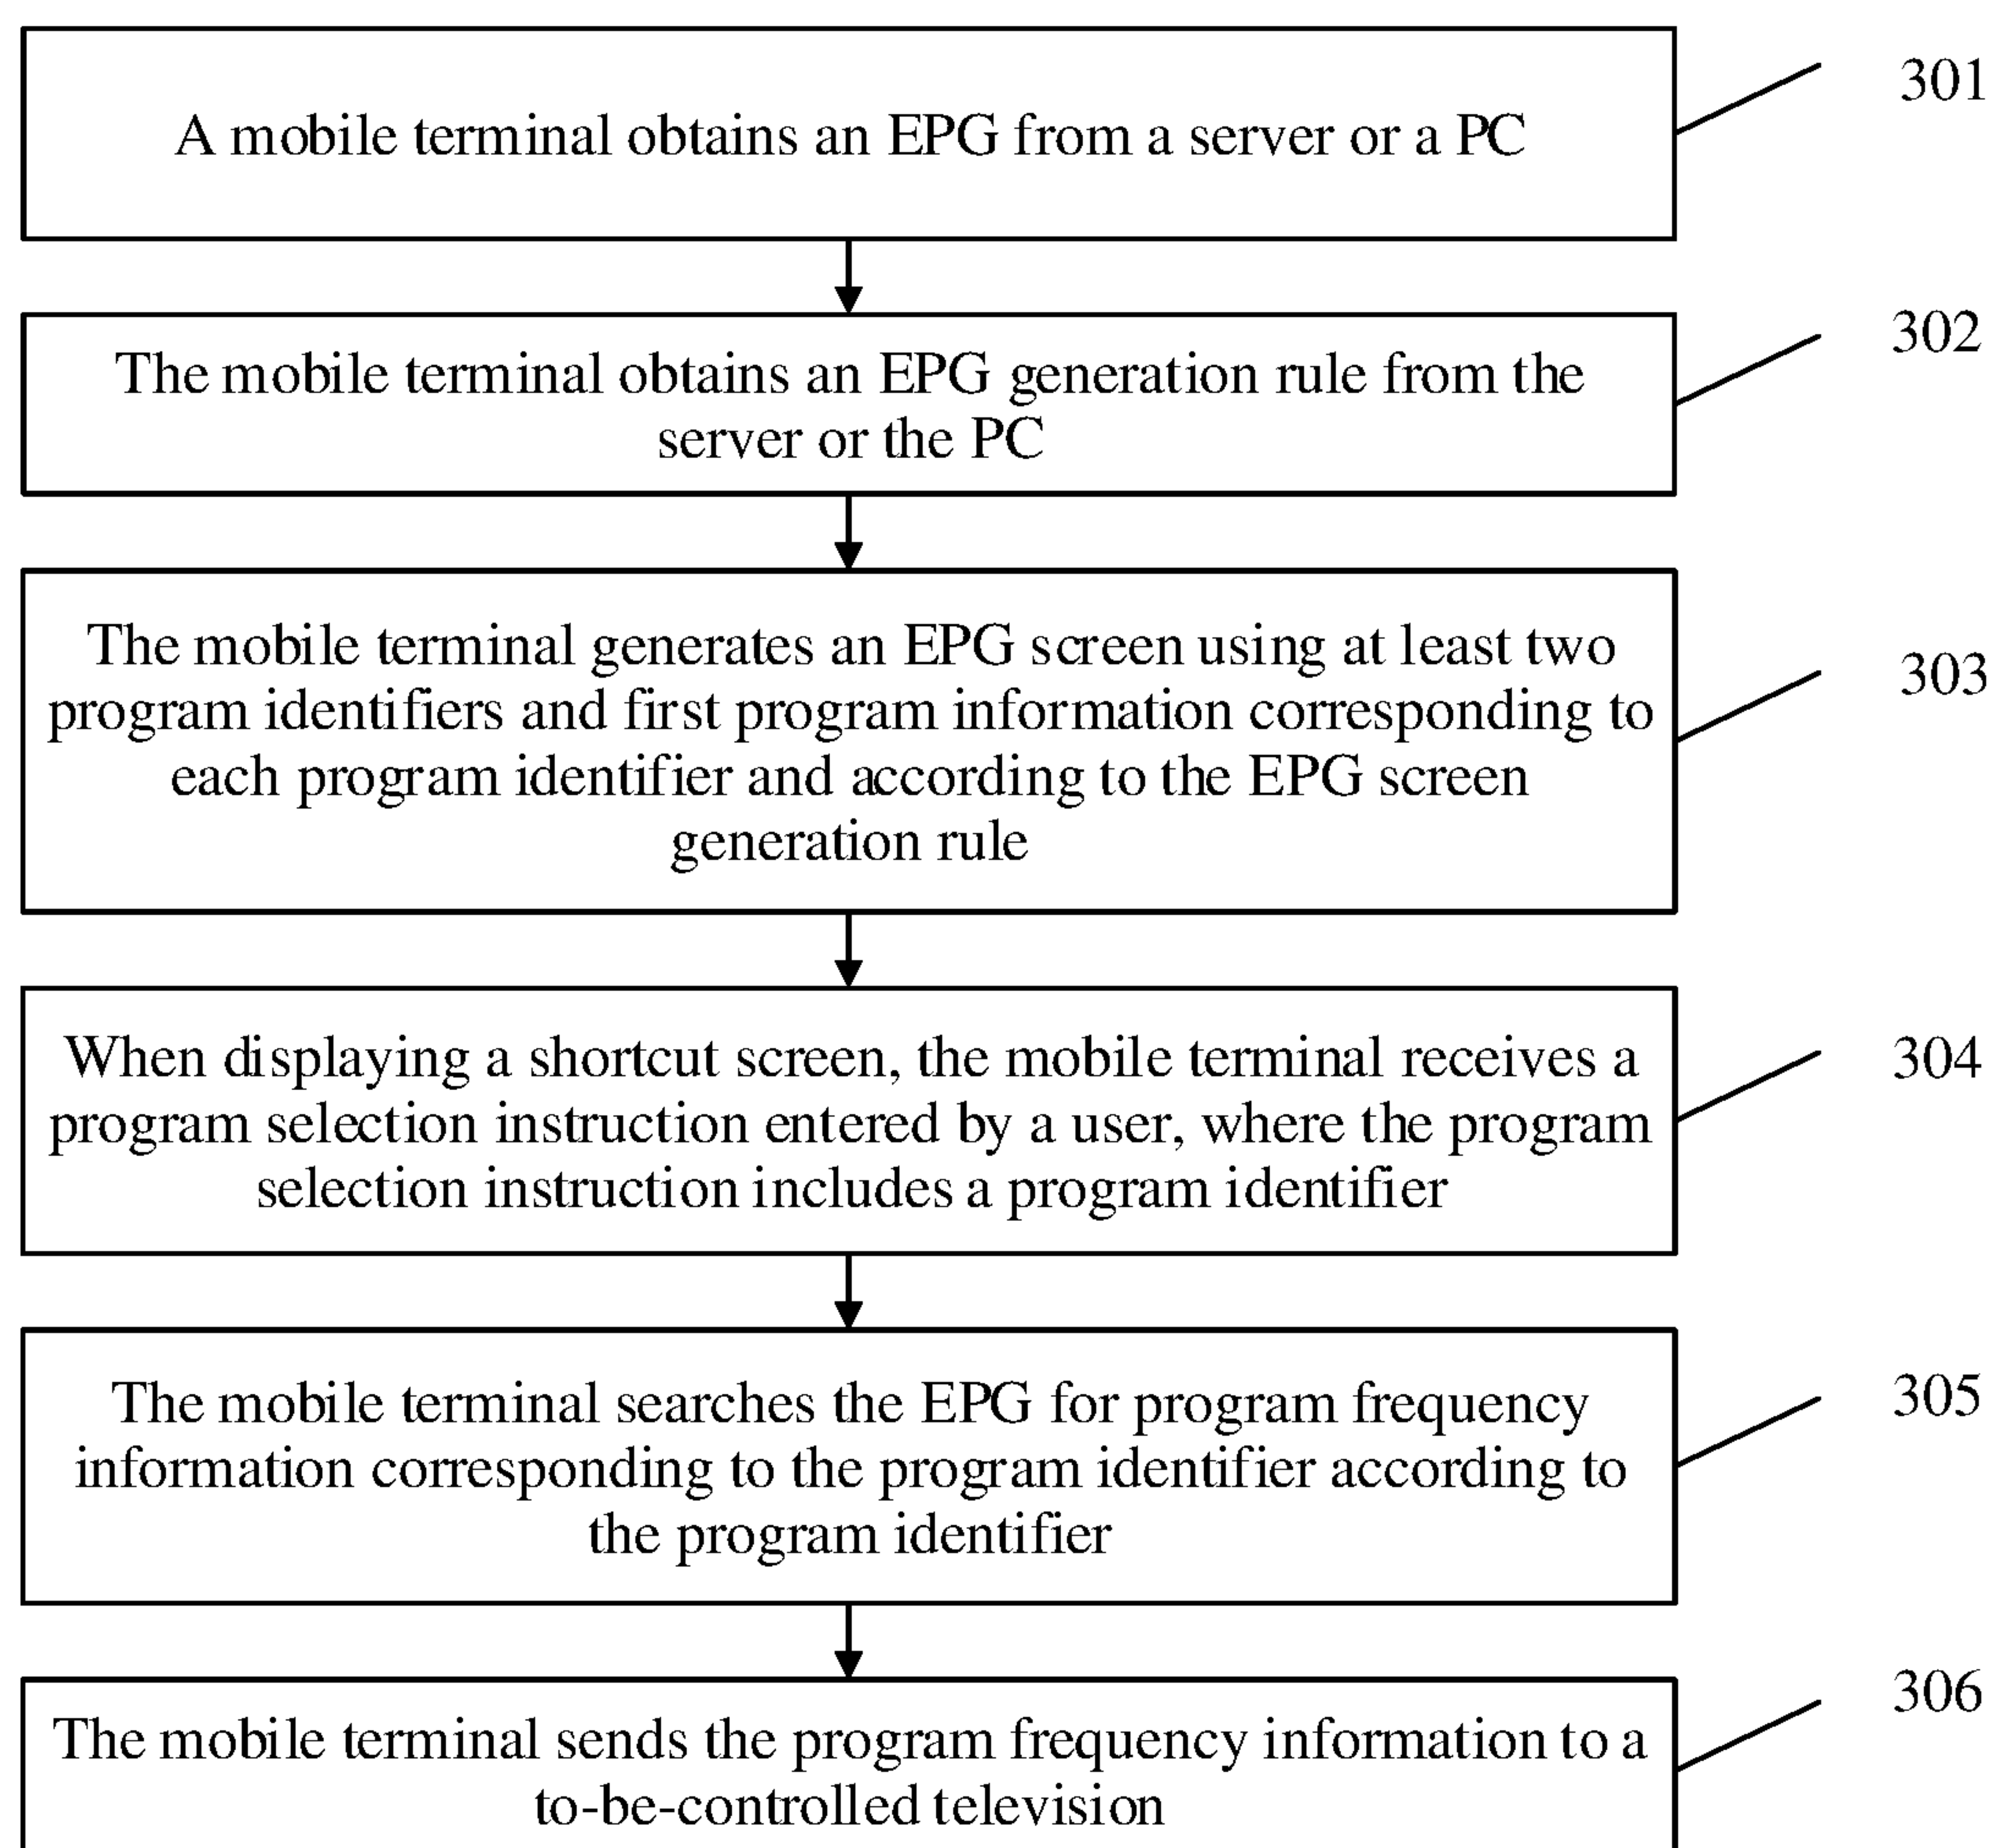 A mobile terminal obtains an EPG from a server or a PC
301
The mobile terminal obtains an EPG generation rule from the
server or the PC
302
The mobile terminal generates an EPG screen using at least two
program identifiers and first program information corresponding to
each program identifier and according to the EPG screen
generation rule
303
When displaying a shortcut screen, the mobile terminal receives a
program selection instruction entered by a user, where the program
selection instruction includes a program identifier
304
The mobile terminal searches the EPG for program frequency
information corresponding to the program identifier according to
the program identifier
305
The mobile terminal sends the program frequency information to a
to-be-controlled television
306